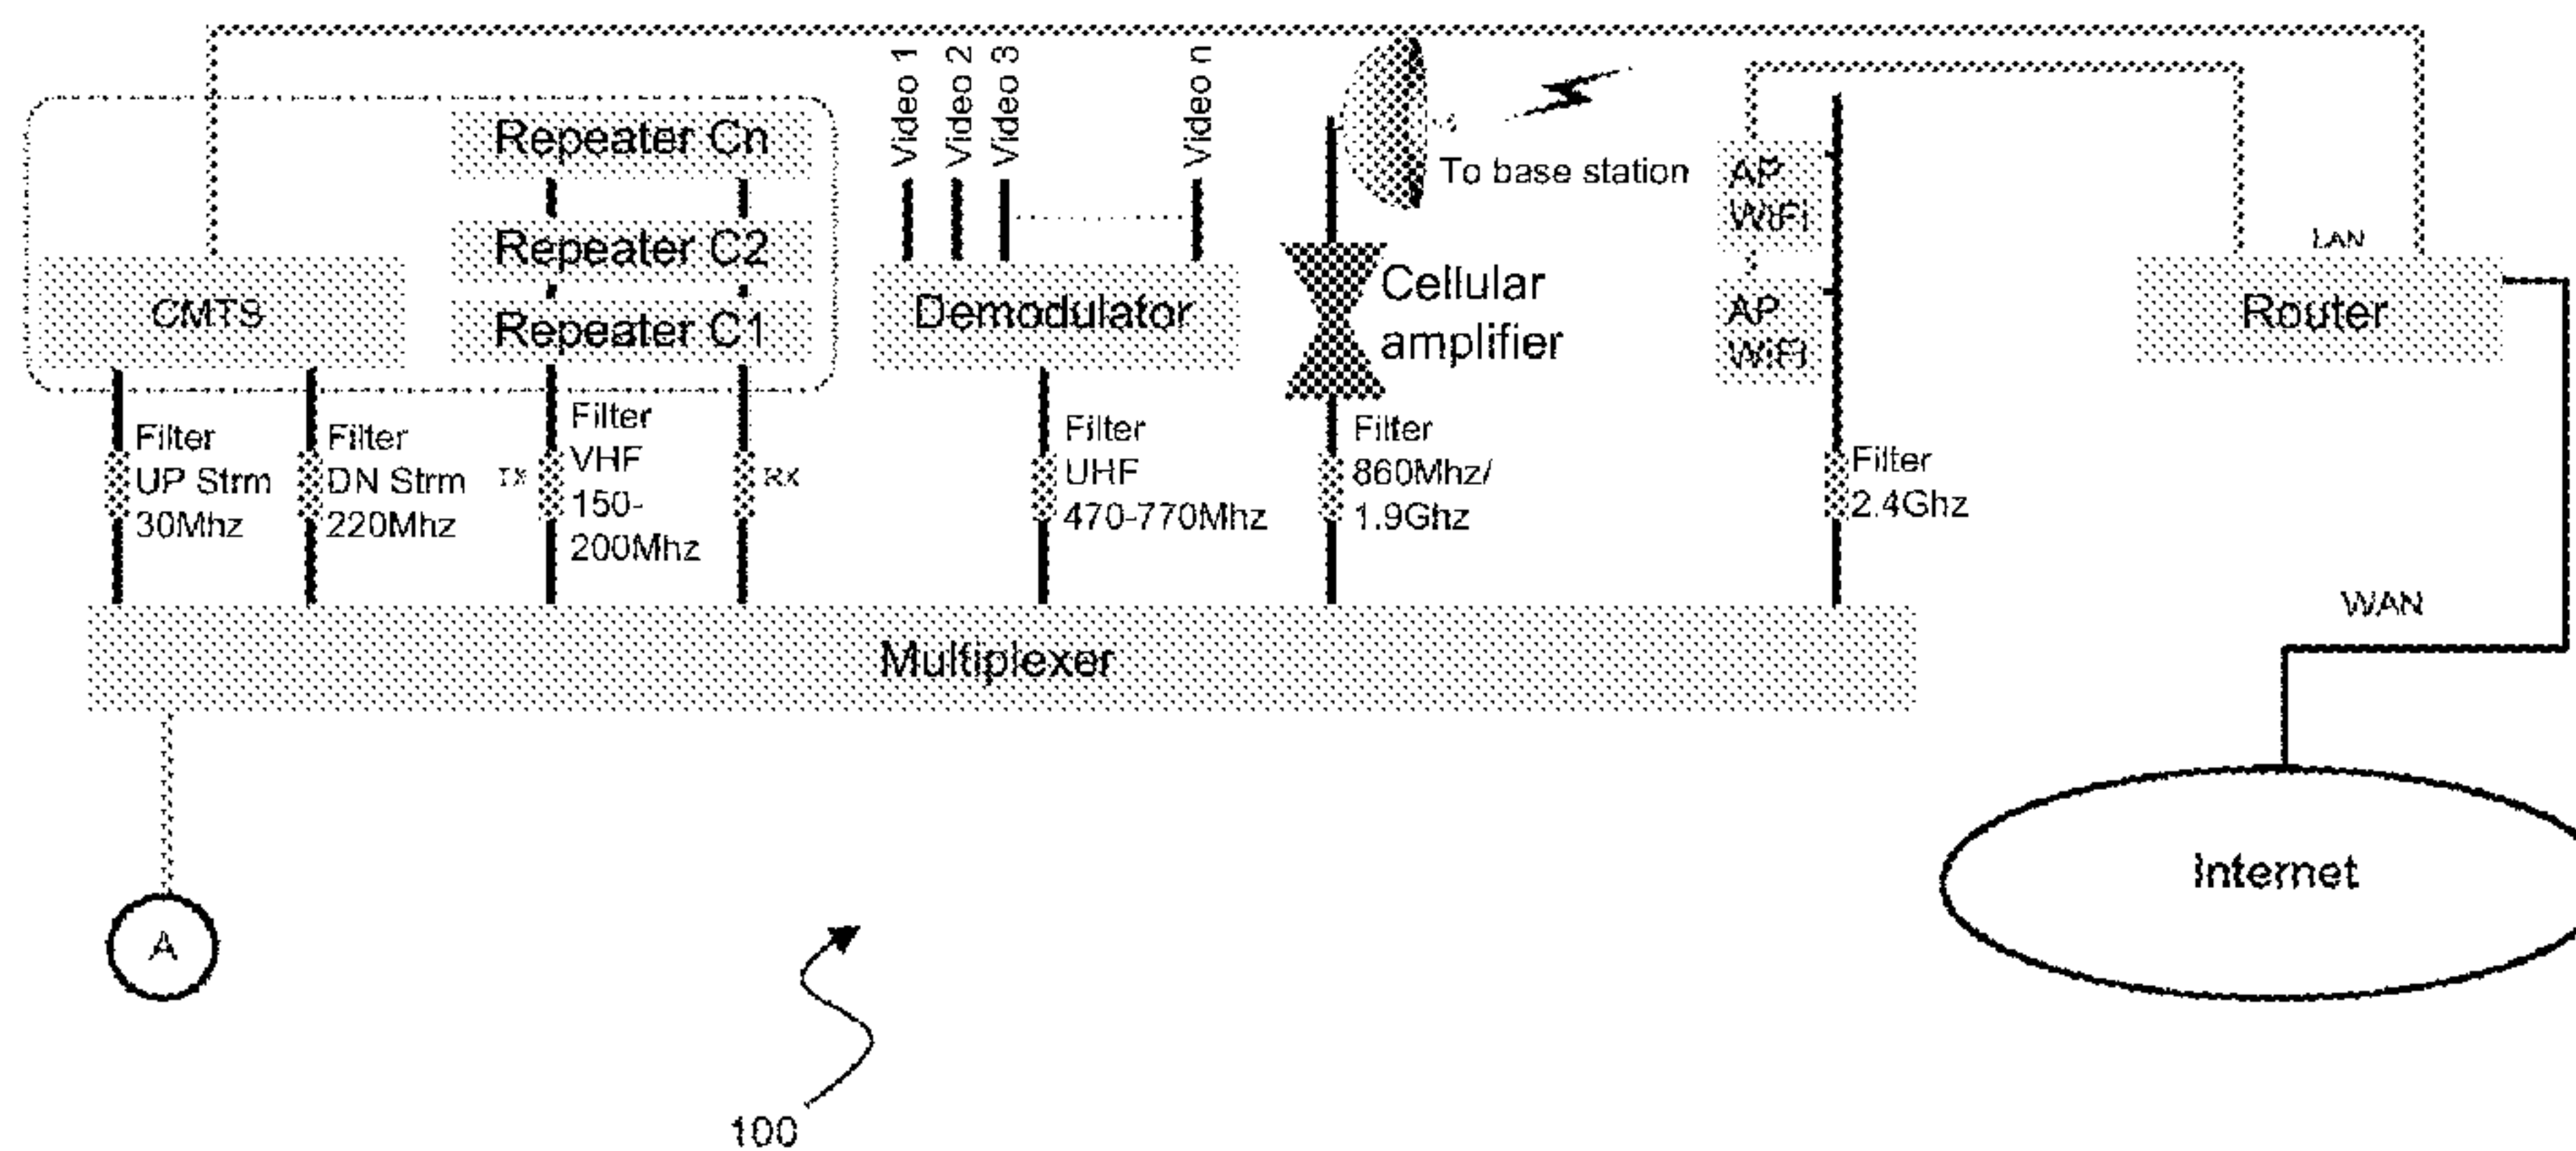 Video 1
Video 2
Video 3
Video n
Repeater Cn
Repeater C2
Repeater C1
CMTS
Demodulator
Cellular
amplifier
To base station
AP
WiFi
AP
WiFi
LAN
Router
Filter
UP Strm
30Mhz
Filter
DN Strm
220Mhz
TX
Filter
VHF
150-
200Mhz
RX
Filter
UHF
470-770Mhz
Filter
860Mhz/
1.9Ghz
Filter
2.4Ghz
WAN
Multiplexer
Internet
A
100